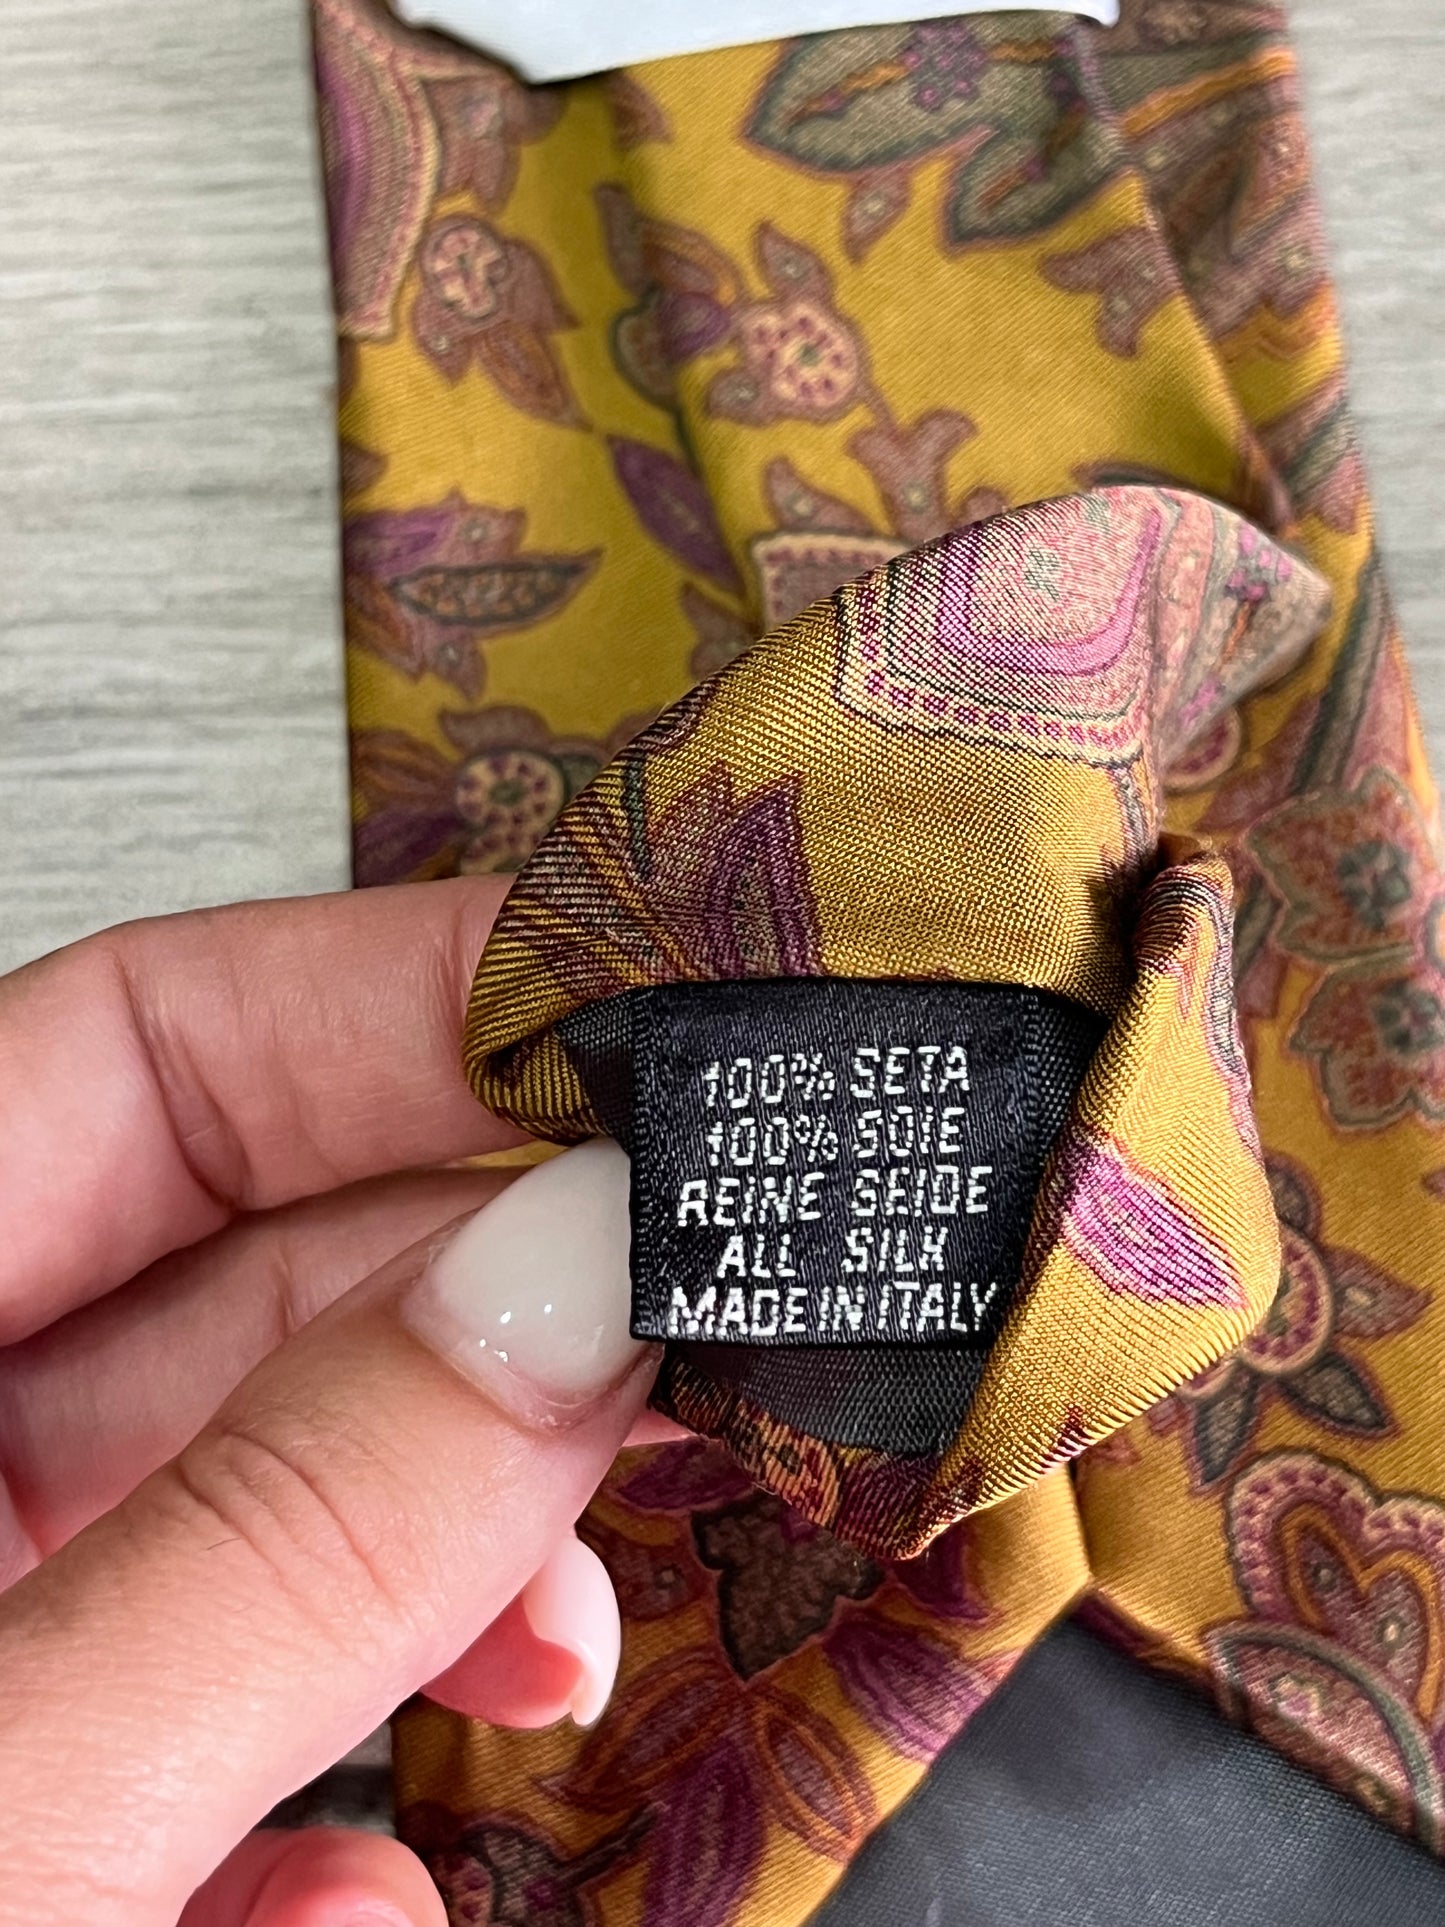 100% SETA
100% SOIE
REINE SEIDE
ALL SILK
MADE IN ITALY